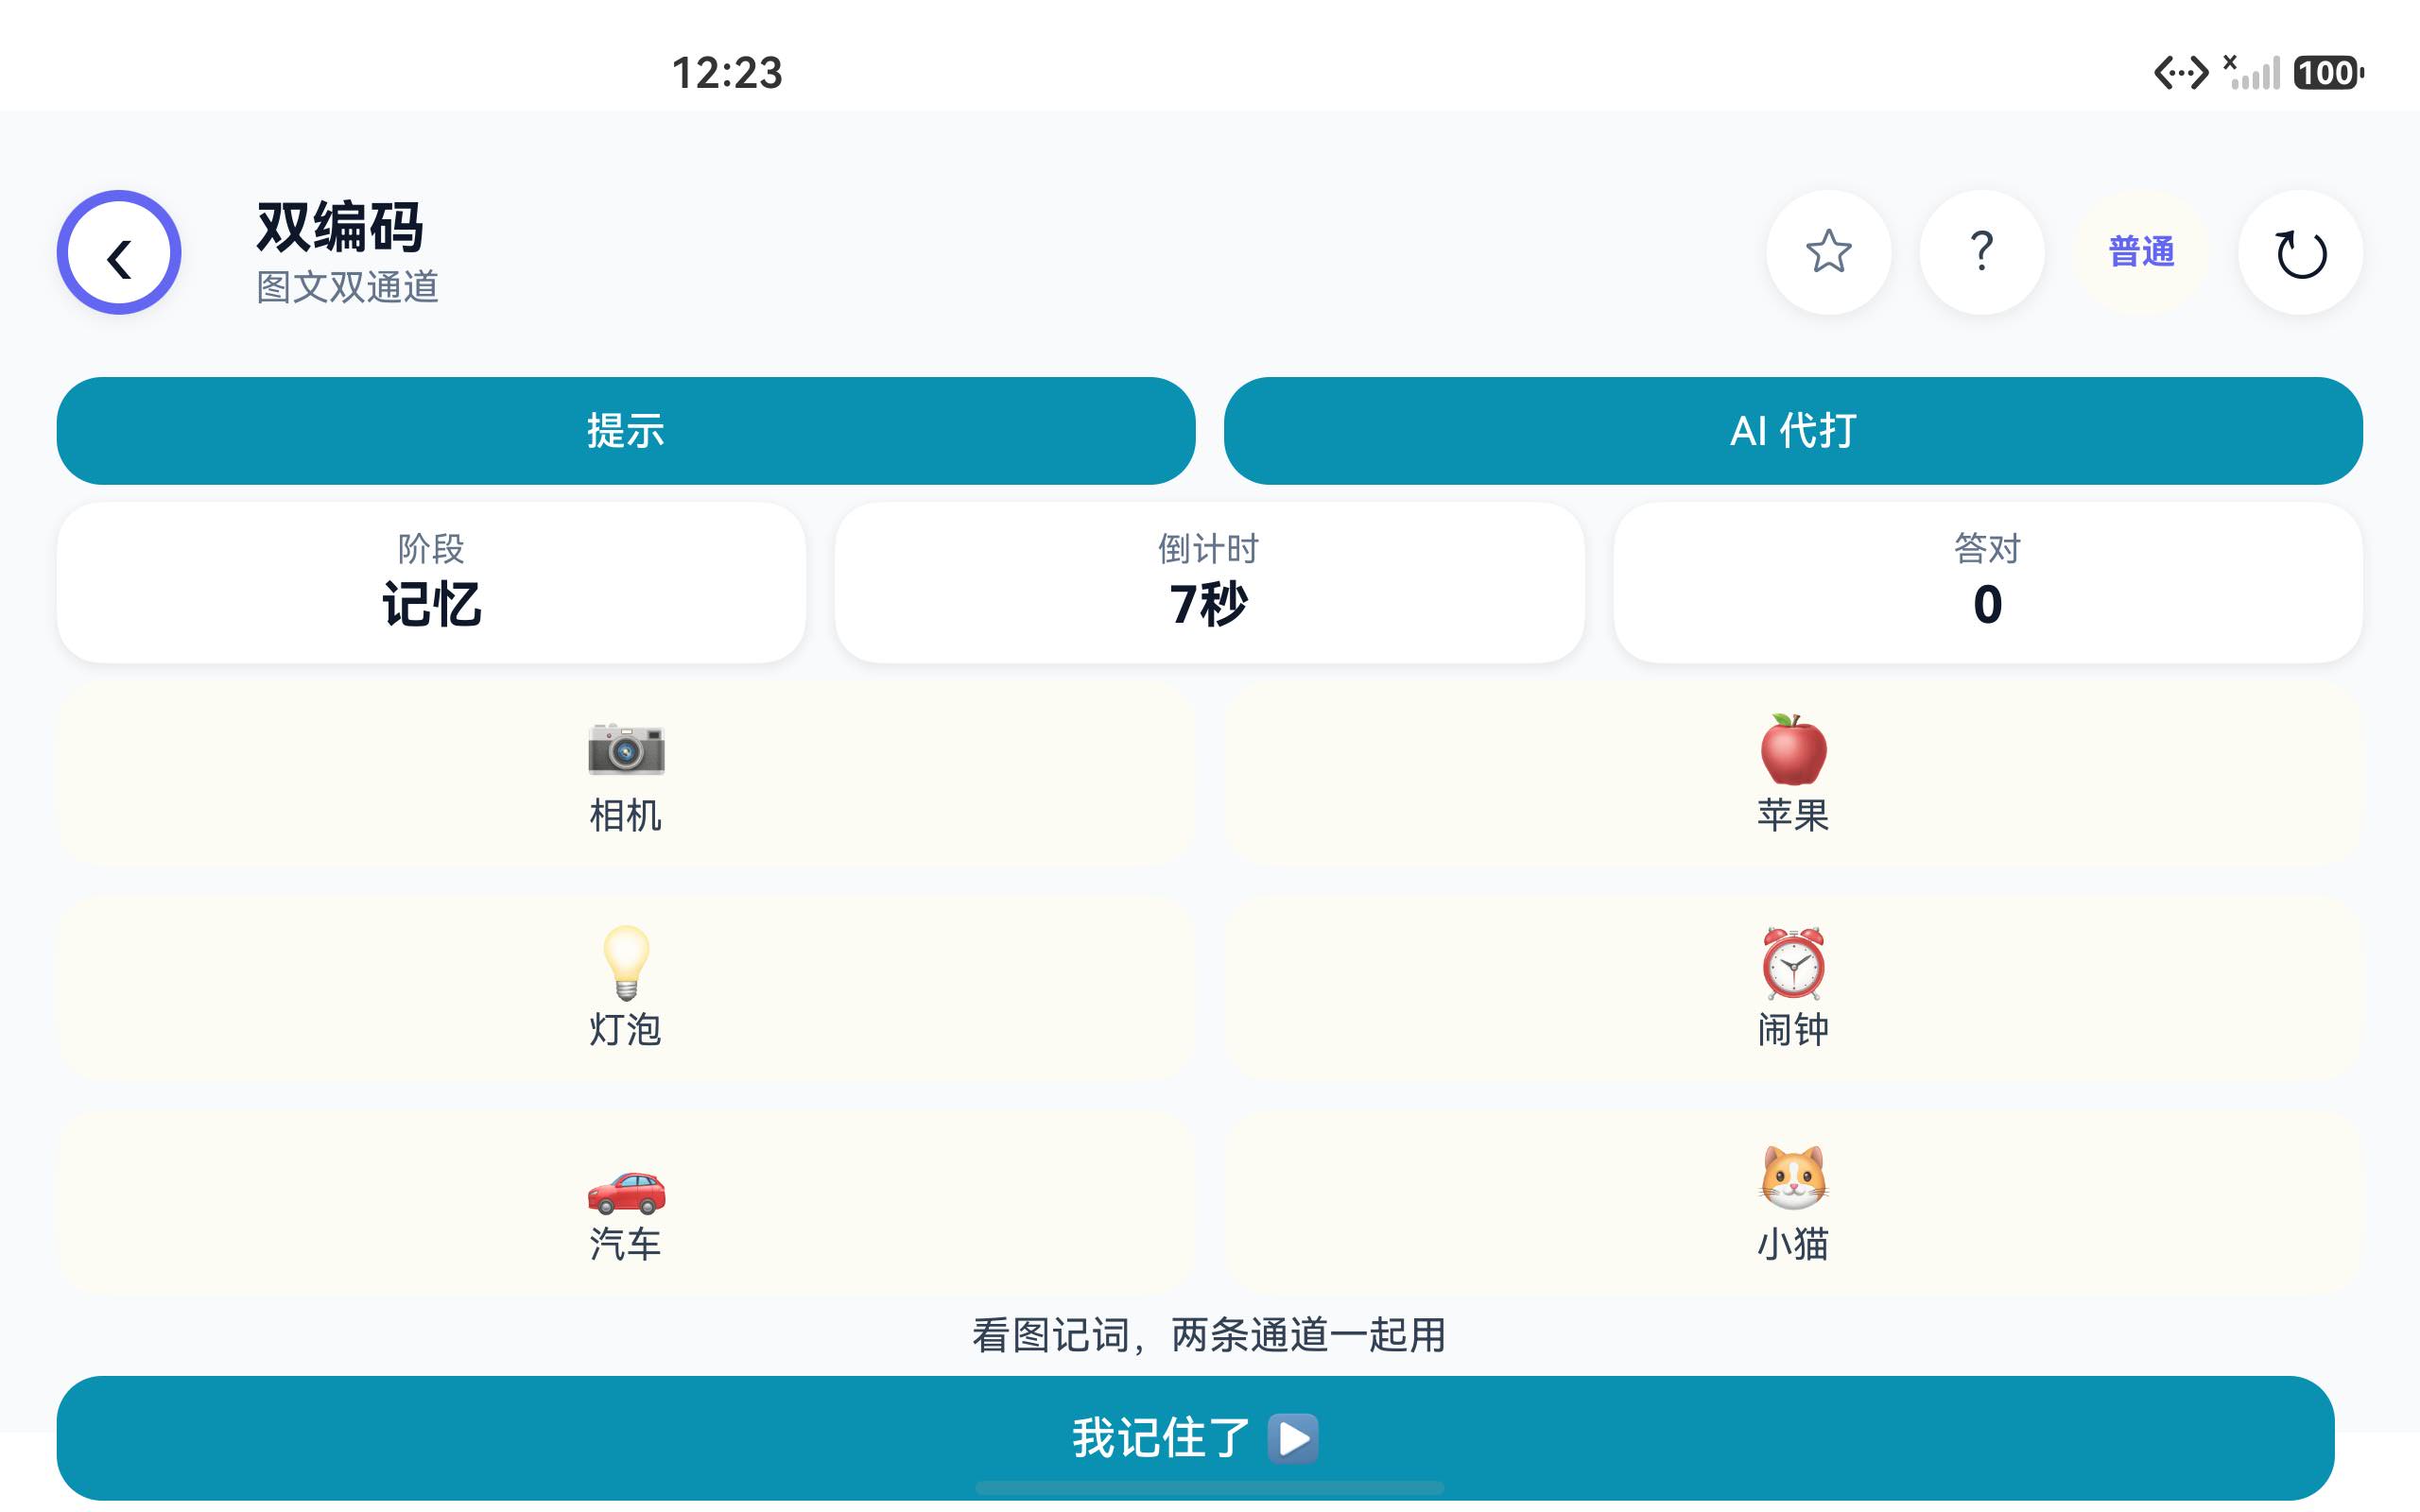 12:23
100
双编码
图文双通道
?
普通
提示
AI 代打
阶段
记忆
倒计时
7秒
答对
0
相机
苹果
灯泡
闹钟
汽车
小猫
看图记词，两条通道一起用
我记住了